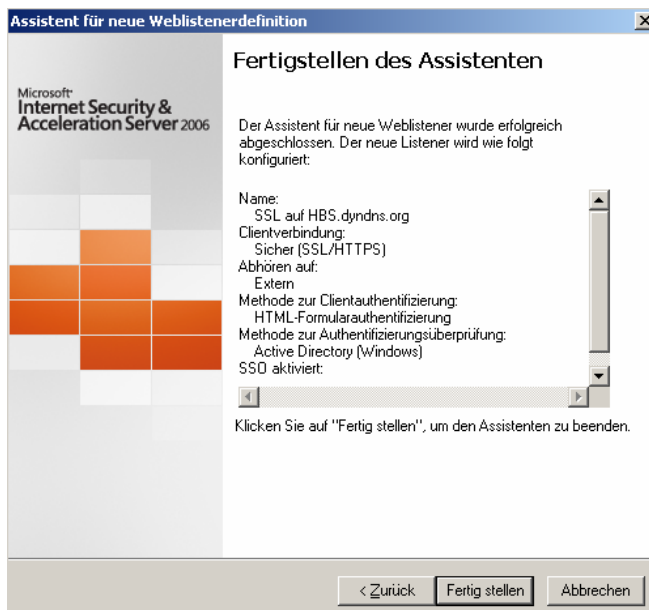 Assistent für neue Weblistenerdefinition
Microsoft
Internet Security &
Acceleration Server 2006
Fertigstellen des Assistenten
Der Assistent für neue Weblistener wurde erfolgreich
abgeschlossen. Der neue Listener wird wie folgt
konfiguriert:
Name:
SSL auf HBS.dyndns.org
Clientverbindung:
Sicher (SSL/HTTPS)
Abhören auf:
Extern
Methode zur Clientauthentifizierung:
HTML-Formularauthentifizierung
Methode zur Authentifizierungsüberprüfung:
Active Directory (Windows)
SSO aktiviert:
Klicken Sie auf "Fertig stellen", um den Assistenten zu beenden.
< Zurück
Fertig stellen
Abbrechen